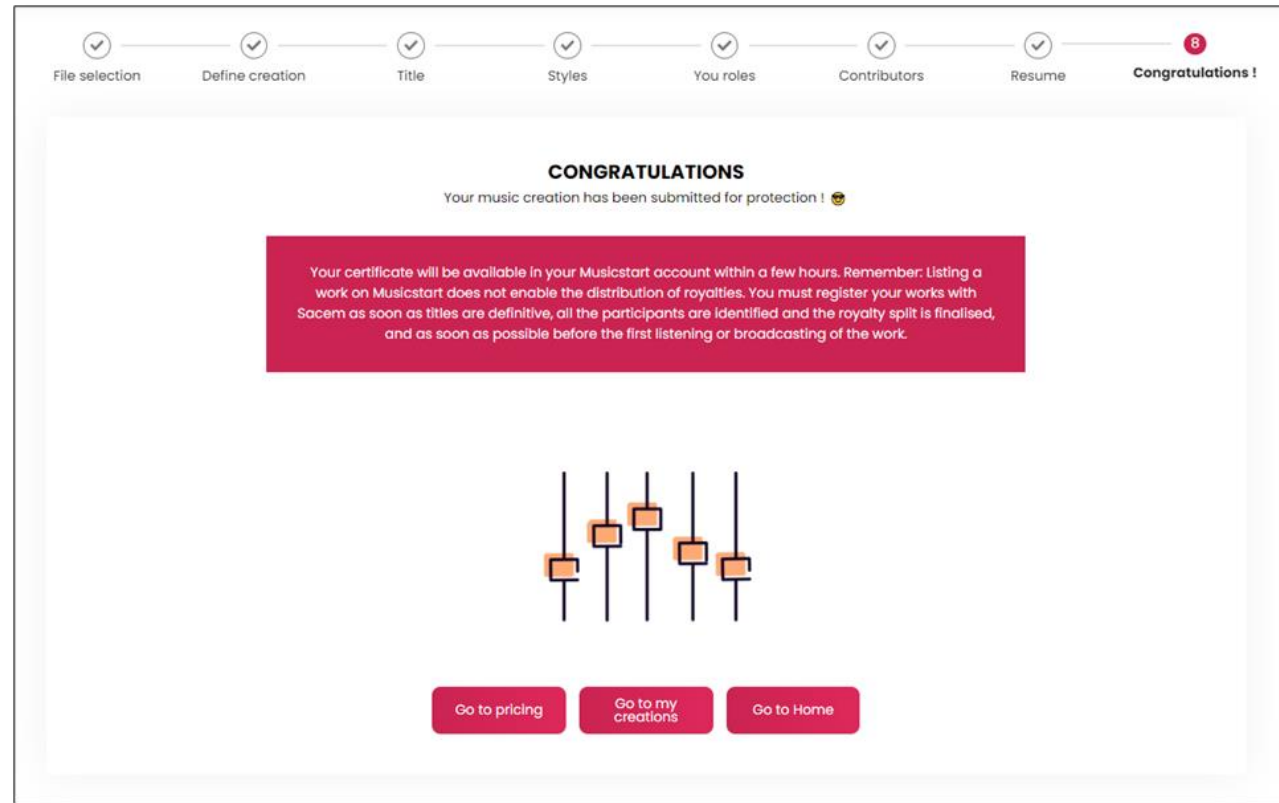 8
File selection
Define creation
Title
Styles
You roles
Contributors
Resume
Congratulations !
CONGRATULATIONS
Your music creation has been submitted for protection ! 😎
Your certificate will be available in your Musicstart account within a few hours. Remember: Listing a
work on Musicstart does not enable the distribution of royalties. You must register your works with
Sacem as soon as titles are definitive, all the participants are identified and the royalty split is finalised,
and as soon as possible before the first listening or broadcasting of the work.
Go to pricing
Go to my
creations
Go to Home